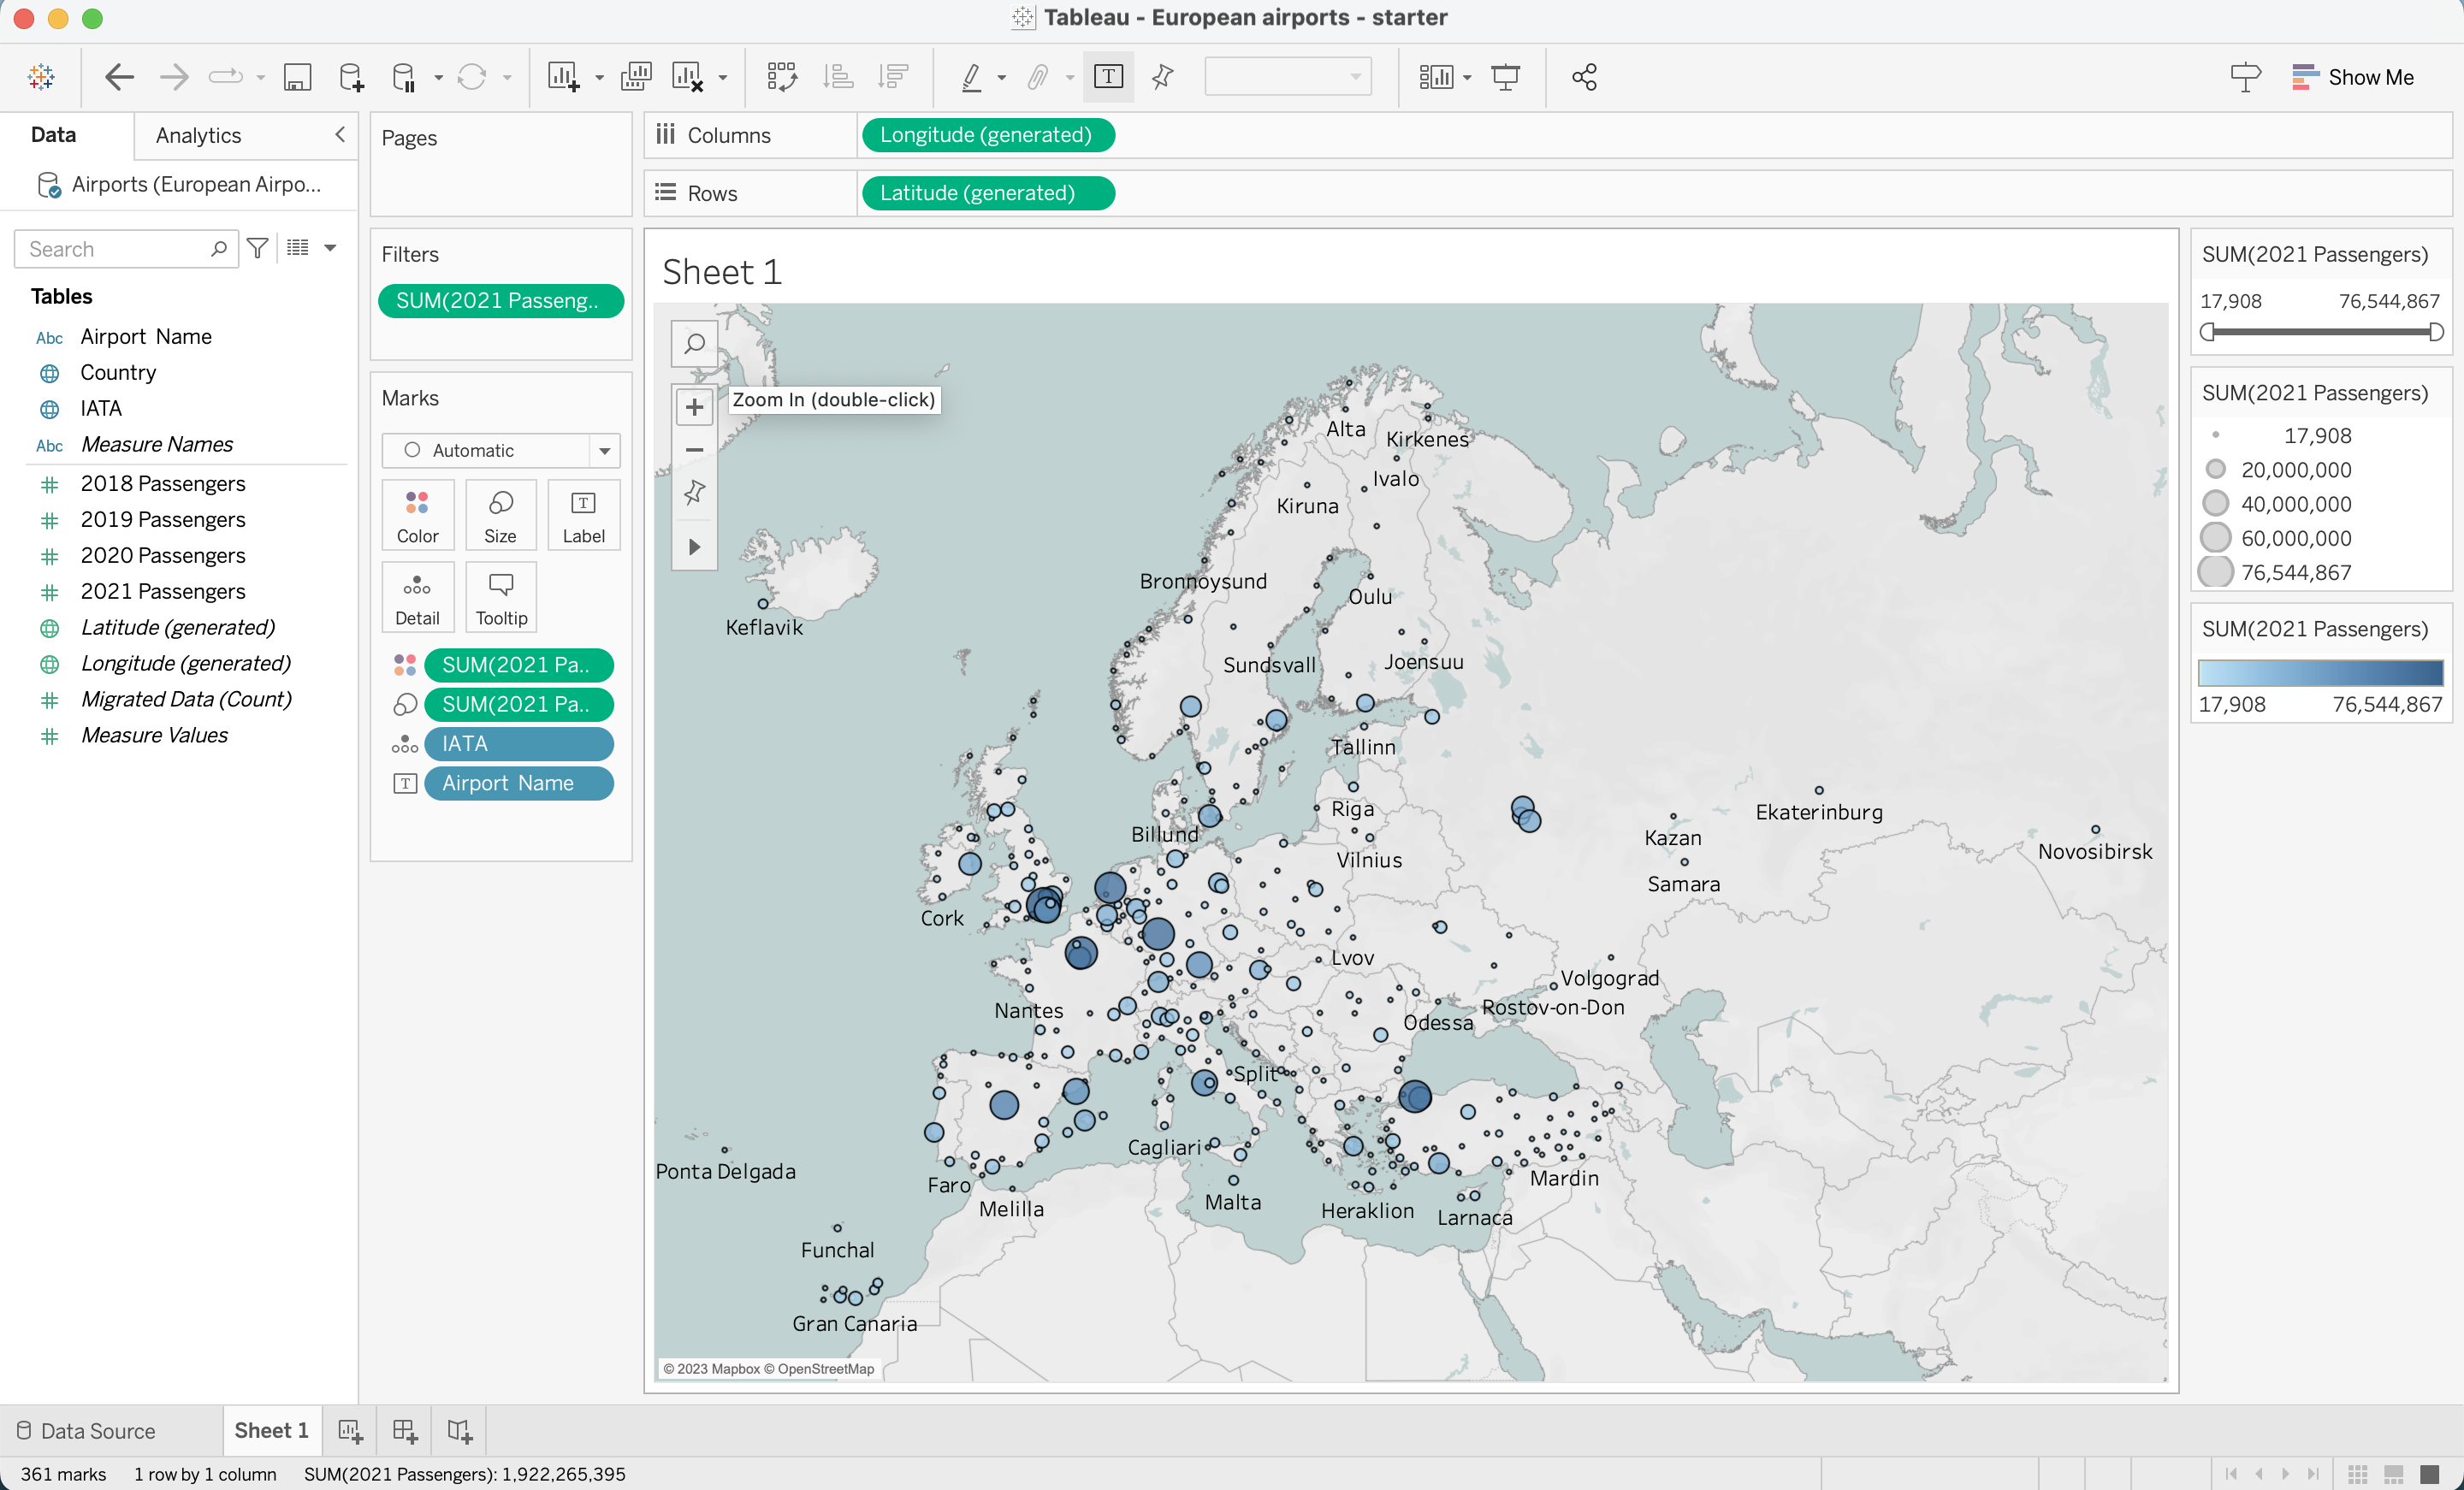 Tableau - European airports - starter
Show Me
Data
Analytics
Airports (European Airpo...
Search
Tables
Abc Airport Name
Country
IATA
Abc Measure Names
2018 Passengers
2019 Passengers
2020 Passengers
2021 Passengers
Latitude (generated)
Longitude (generated)
Migrated Data (Count)
Measure Values
Pages
Filters
SUM(2021 Passeng..
Marks
Automatic
Color
Size
T Label
Detail
Tooltip
SUM(2021 Pa..
SUM(2021 Pa..
IATA
T Airport Name
Columns
Longitude (generated)
Rows
Latitude (generated)
Sheet 1
Zoom In (double-click)
Alta
Kirkenes
Ivalo
Kiruna
Bronnoysund
Oulu
Keflavik
Sundsvall
Joensuu
Tallinn
Riga
Ekaterinburg
Billund
Kazan
Vilnius
Novosibirsk
Samara
Cork
Lvov
Volgograd
Nantes
Rostov-on-Don
Odessa
Split
Cagliari
Ponta Delgada
Faro
Mardin
Malta
Melilla
Heraklion
Larnaca
Funchal
Gran Canaria
© 2023 Mapbox © OpenStreetMap
SUM(2021 Passengers)
17,908 76,544,867
SUM(2021 Passengers)
17,908
20,000,000
40,000,000
60,000,000
76,544,867
SUM(2021 Passengers)
17,908 76,544,867
Data Source
Sheet 1
361 marks 1 row by 1 column SUM(2021 Passengers): 1,922,265,395